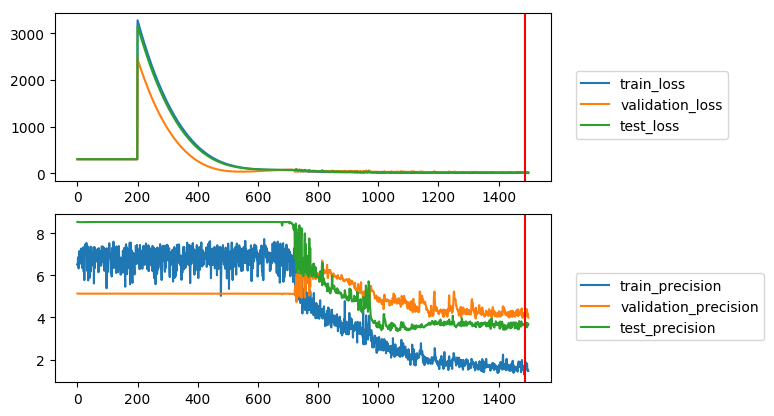 3000
2000
1000
0
0 200 400 600 800 1000 1200 1400
train_loss
validation_loss
test_loss
8
6
4
2
0 200 400 600 800 1000 1200 1400
train_precision
validation_precision
test_precision